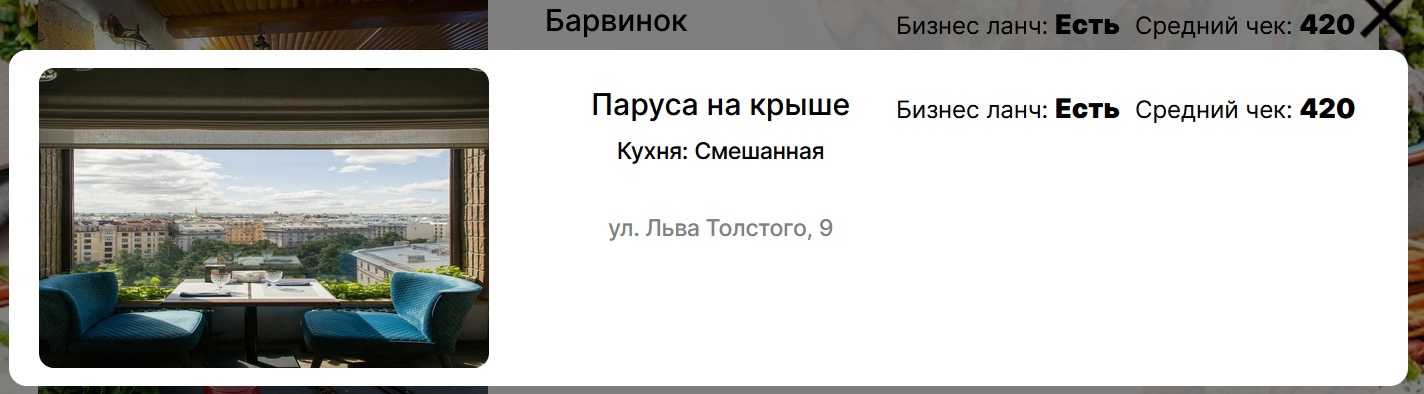 Барвинок
Бизнес ланч: Есть Средний чек: 420
Паруса на крыше
Бизнес ланч: Есть Средний чек: 420
Кухня: Смешанная
ул. Льва Толстого, 9